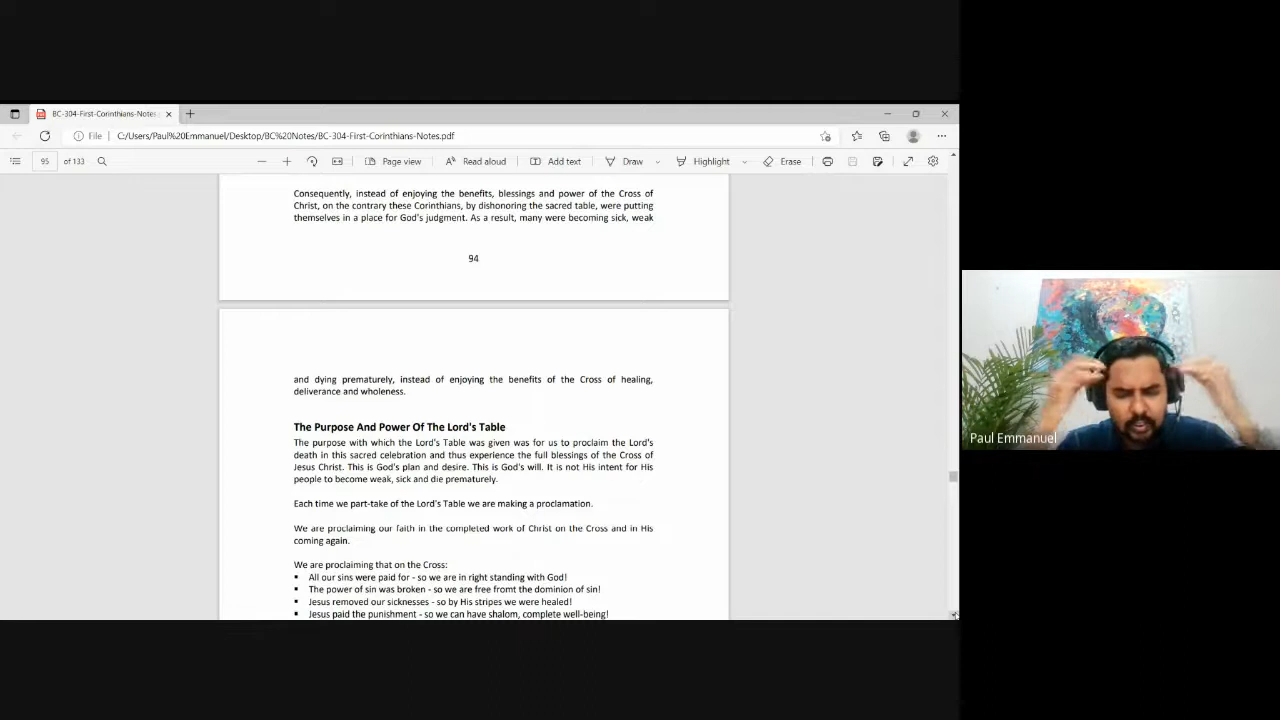 BC-304-First-Corinthians-Notes
File C:/Users/Paul%20Emmanuel/Desktop/BC%20Notes/BC-304-First-Corinthians-Notes.pdf
95 of 133 Page view Read aloud Add text Draw Highlight Erase
Consequently, instead of enjoying the benefits, blessings and power of the Cross of
Christ, on the contrary these Corinthians, by dishonoring the sacred table, were putting
themselves in a place for God's judgment. As a result, many were becoming sick, weak
94
and dying prematurely, instead of enjoying the benefits of the Cross of healing,
deliverance and wholeness.
The Purpose And Power Of The Lord's Table
The purpose with which the Lord's Table was given was for us to proclaim the Lord's
death in this sacred celebration and thus experience the full blessings of the Cross of
Jesus Christ. This is God's plan and desire. This is God's will. It is not His intent for His
people to become weak, sick and die prematurely.
Each time we part-take of the Lord's Table we are making a proclamation.
We are proclaiming our faith in the completed work of Christ on the Cross and in His
coming again.
We are proclaiming that on the Cross:
▪ All our sins were paid for - so we are in right standing with God!
▪ The power of sin was broken - so we are free fromt the dominion of sin!
▪ Jesus removed our sicknesses - so by His stripes we were healed!
▪ Jesus paid the punishment - so we can have shalom, complete well-being!
Paul Emmanuel